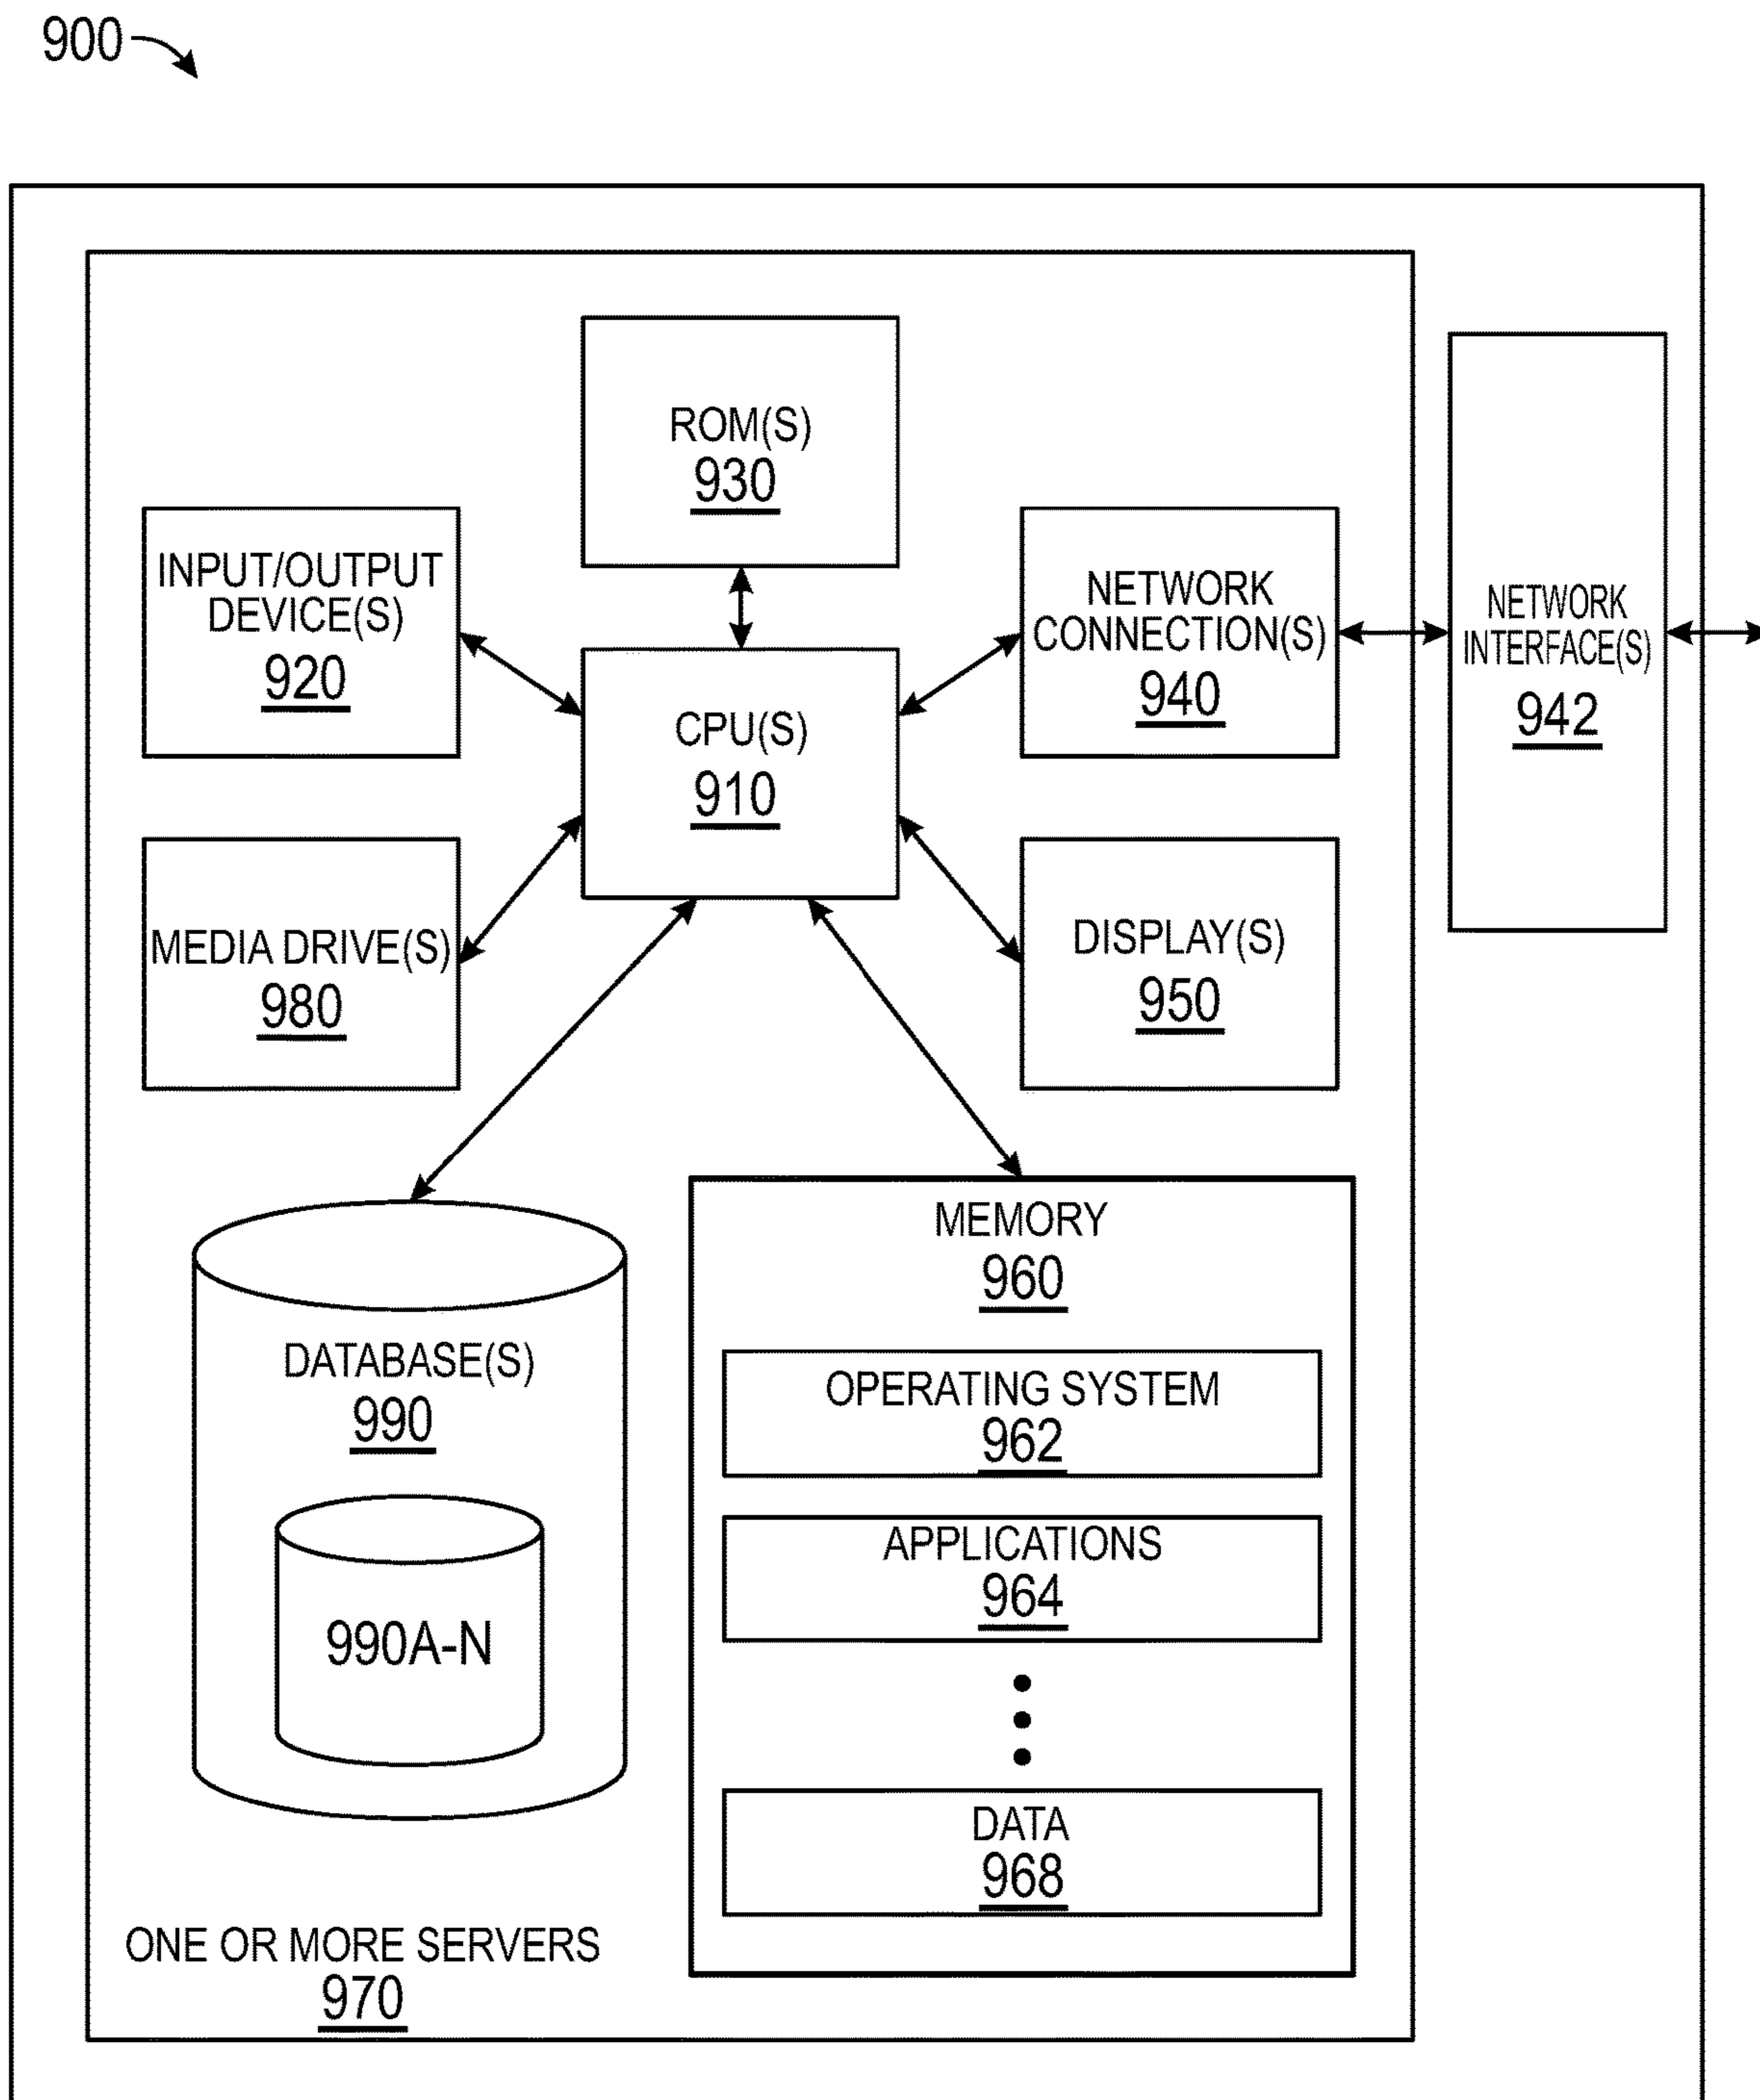 900
ROM(S)
930
INPUT/OUTPUT
DEVICE(S)
920
NETWORK
CONNECTION(S)
940
NETWORK
INTERFACE(S)
942
CPU(S)
910
MEDIA DRIVE(S)
980
DISPLAY(S)
950
DATABASE(S)
990
990A-N
MEMORY
960
OPERATING SYSTEM
962
APPLICATIONS
964
DATA
968
ONE OR MORE SERVERS
970